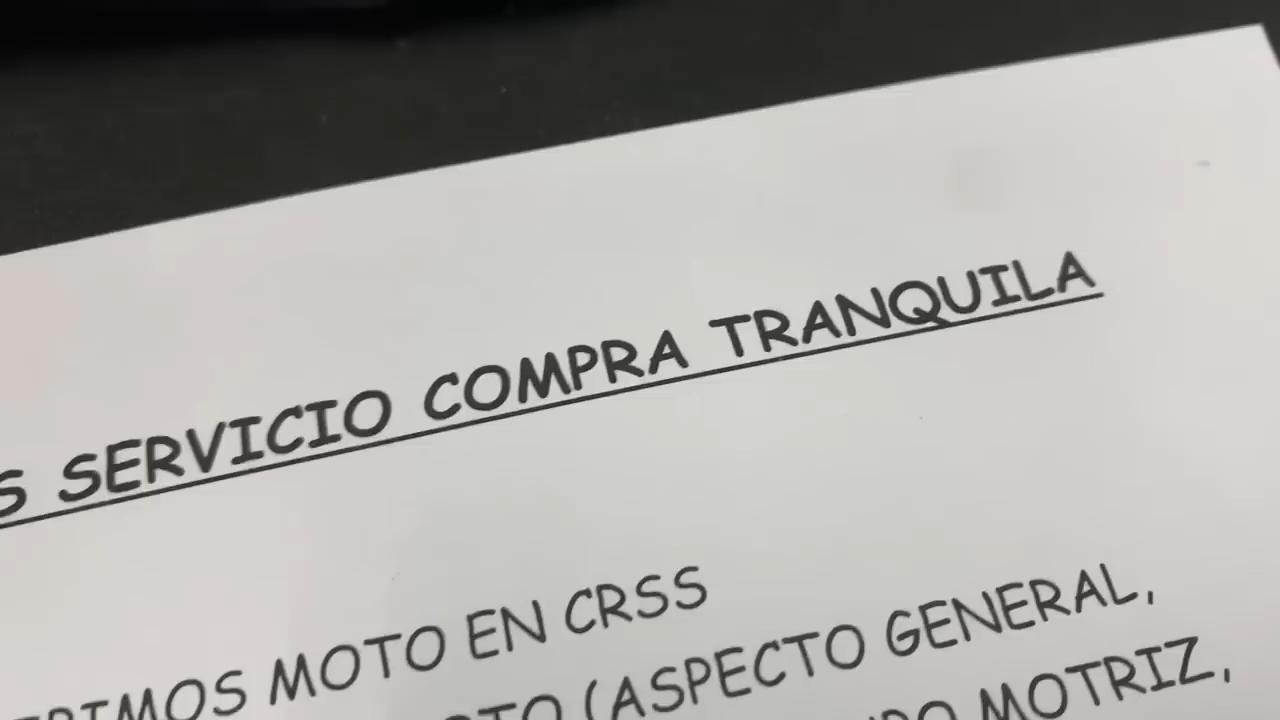 SERVICIO COMPRA TRANQUILA
MOTO EN CRSS
(ASPECTO GENERAL,
MOTRIZ,